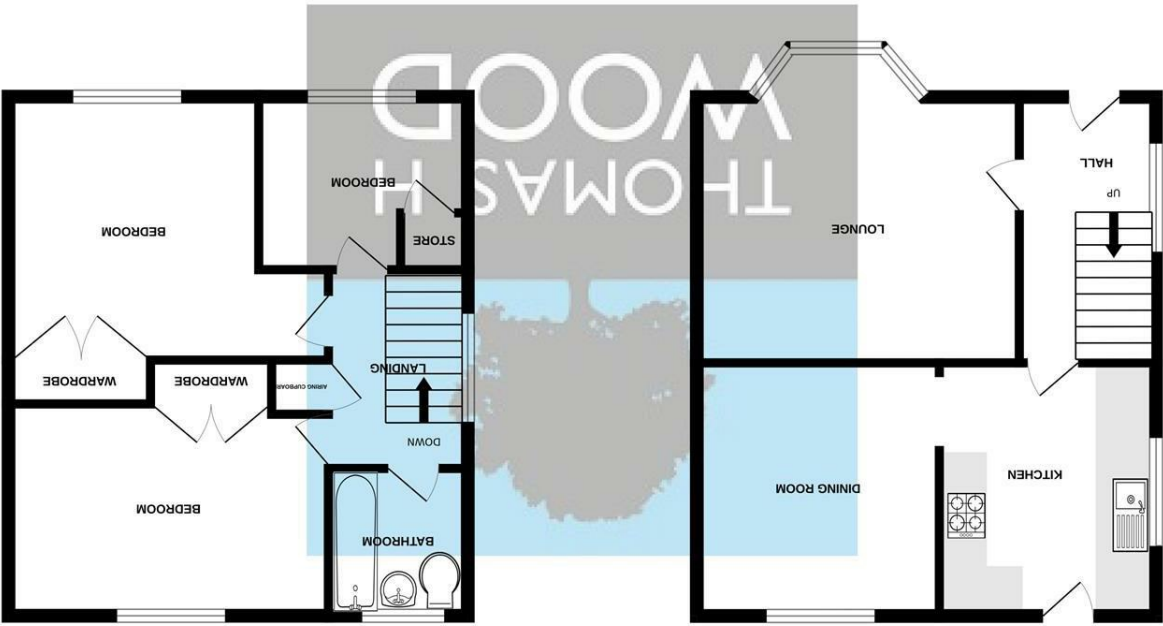 KITCHEN
DINING ROOM
LOUNGE
UP
HALL
BATHROOM
BEDROOM
DOWN
LANDING
AIRING CUPBOARD
WARDROBE
WARDROBE
STORE
BEDROOM
BEDROOM
THOMAS H
WOOD